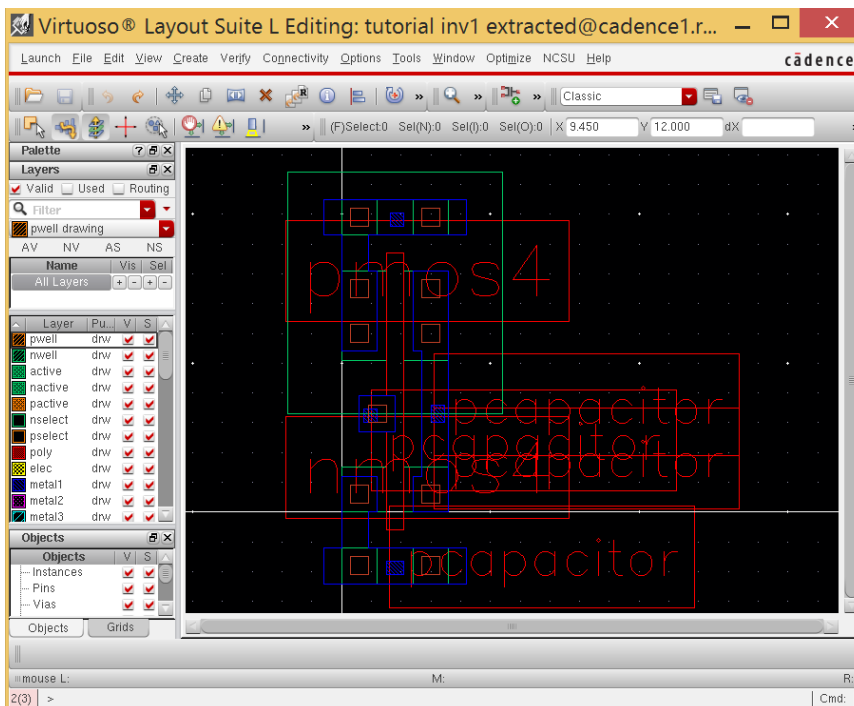 Virtuoso® Layout Suite L Editing: tutorial inv1 extracted@cadence1.r...
Launch File Edit View Create Verify Connectivity Options Tools Window Optimize NCSU Help
cādence
» » » Classic
» (F)Select:0 Sel(N):0 Sel(I):0 Sel(O):0 X 9.450 Y 12.000 dX
Palette
Layers
Valid Used Routing
Filter
pwell drawing
AV NV AS NS
Name Vis Sel
All Layers + - + -
Layer Pu... V S
pwell drw
nwell drw
active drw
nactive drw
pactive drw
nselect drw
pselect drw
poly drw
elec drw
metal1 drw
metal2 drw
metal3 drw
Objects
Objects V S
Instances
Pins
Vias
Objects Grids
pmos4
pcapacitor
pcapacitor
pcapacitor
nmos4
pcapacitor
mouse L: M: R:
2(3) > Cmd: